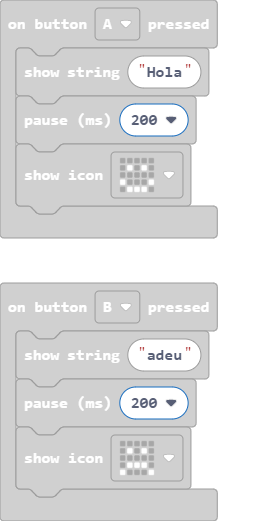 on button A pressed
show string "Hola"
pause (ms) 200
show icon
on button B pressed
show string "adeu"
pause (ms) 200
show icon